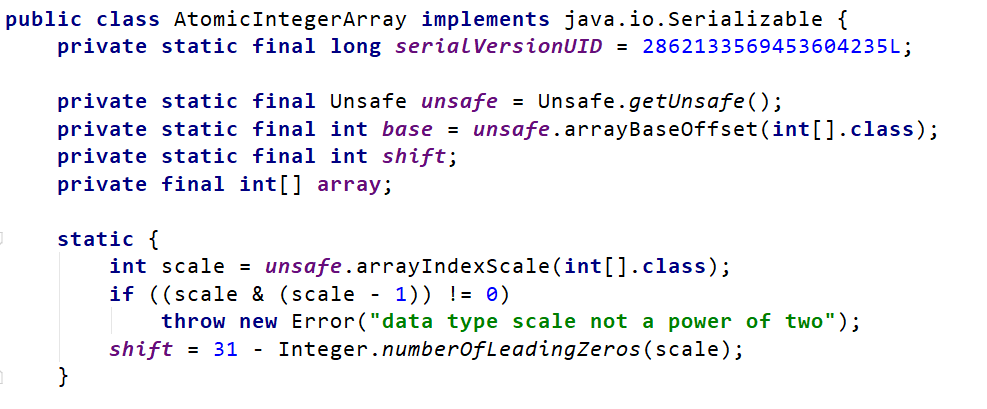 public class AtomicIntegerArray implements java.io.Serializable {
    private static final long serialVersionUID = 2862133569453604235L;

    private static final Unsafe unsafe = Unsafe.getUnsafe();
    private static final int base = unsafe.arrayBaseOffset(int[].class);
    private static final int shift;
    private final int[] array;

    static {
        int scale = unsafe.arrayIndexScale(int[].class);
        if ((scale & (scale - 1)) != 0)
            throw new Error("data type scale not a power of two");
        shift = 31 - Integer.numberOfLeadingZeros(scale);
    }